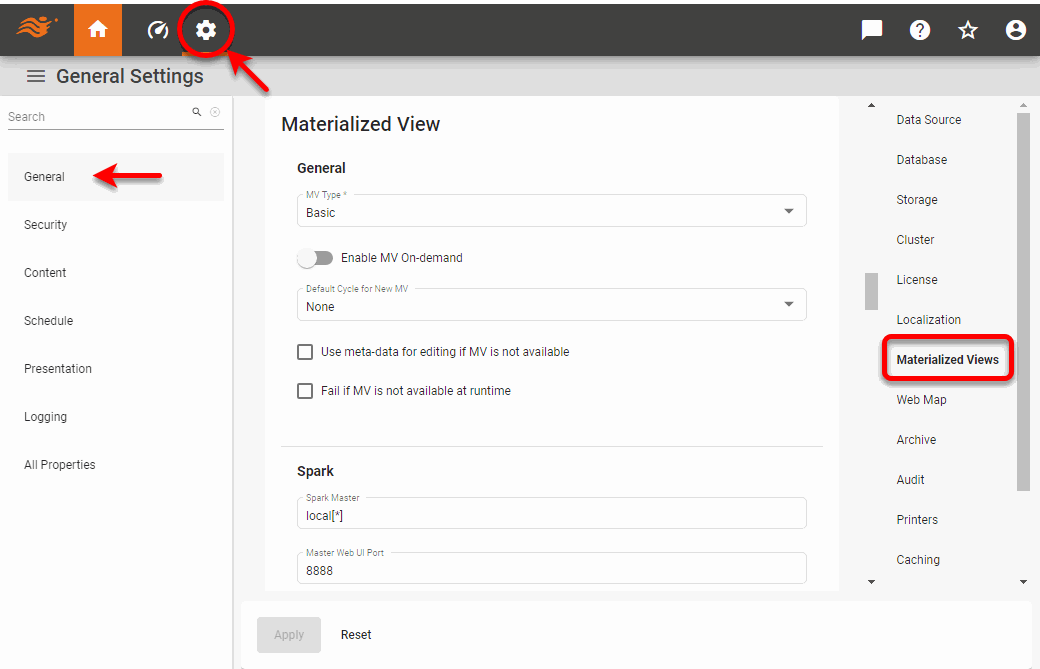 General Settings
Search
General
Security
Content
Schedule
Presentation
Logging
All Properties
Materialized View
General
MV Type *
Basic
Enable MV On-demand
Default Cycle for New MV
None
Use meta-data for editing if MV is not available
Fail if MV is not available at runtime
Spark
Spark Master
local[*]
Master Web UI Port
8888
Apply
Reset
Data Source
Database
Storage
Cluster
License
Localization
Materialized Views
Web Map
Archive
Audit
Printers
Caching